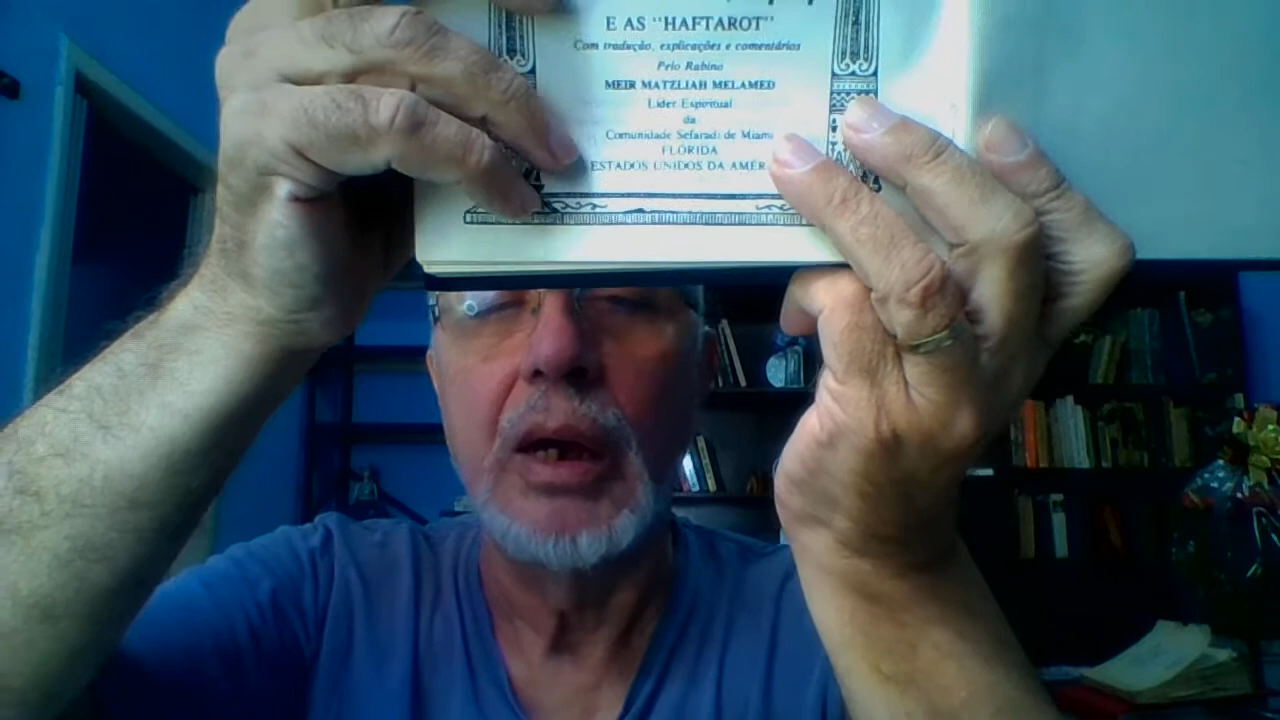 E AS "HAFTAROT"
Com tradução, explicações e comentários
Pelo Rabino
MEIR MATZLIAH MELAMED
Líder Espiritual
da
Comunidade Sefaradi de Miami
FLÓRIDA
ESTADOS UNIDOS DA AMÉR